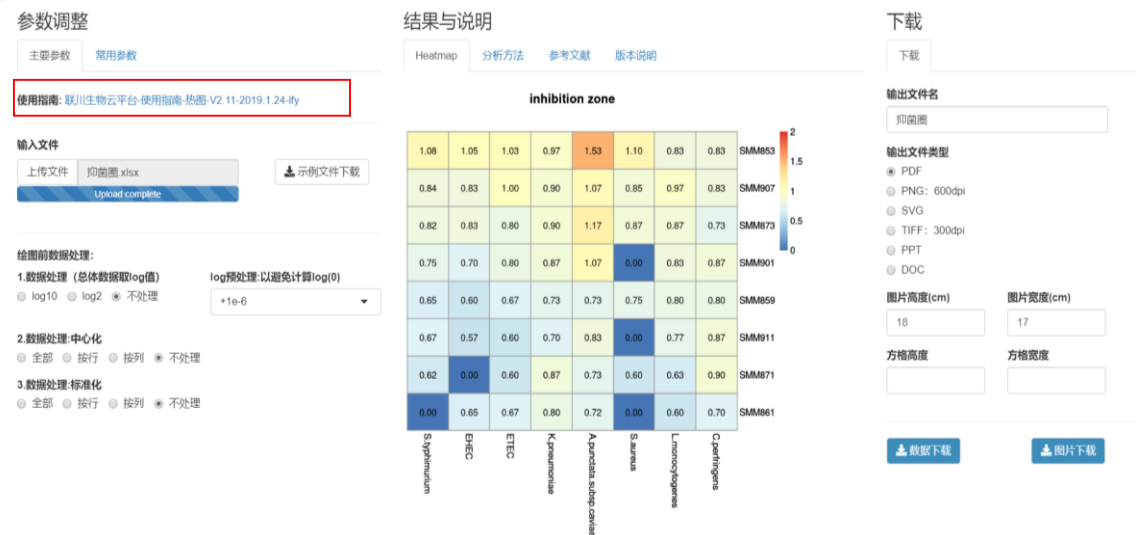 参数调整
主要参数 常用参数
使用指南: 联川生物云平台-使用指南-热图-V2.11-2019.1.24-lfy
输入文件
上传文件 抑菌圈.xlsx 示例文件下载
Upload complete
绘图前数据处理：
1.数据处理（总体数据取log值） log预处理:以避免计算log(0)
log10 log2 不处理 +1e-6
2.数据处理:中心化
全部 按行 按列 不处理
3.数据处理:标准化
全部 按行 按列 不处理
结果与说明
Heatmap 分析方法 参考文献 版本说明
inhibition zone
1.08 1.05 1.03 0.97 1.53 1.10 0.83 0.83 SMM853
0.84 0.83 1.00 0.90 1.07 0.85 0.97 0.83 SMM907
0.82 0.83 0.80 0.90 1.17 0.87 0.87 0.73 SMM873
0.75 0.70 0.80 0.87 1.07 0.00 0.83 0.87 SMM901
0.65 0.60 0.67 0.73 0.73 0.75 0.80 0.80 SMM859
0.67 0.57 0.60 0.70 0.83 0.00 0.77 0.87 SMM911
0.62 0.00 0.60 0.87 0.73 0.60 0.63 0.90 SMM871
0.00 0.65 0.67 0.80 0.72 0.00 0.60 0.70 SMM861
S.typhimurium
EHEC
ETEC
K.pneumoniae
A.punctata.subsp.caviae
S.aureus
L.monocytogenes
C.perfringens
2
1.5
1
0.5
0
下载
下载
输出文件名
抑菌圈
输出文件类型
PDF
PNG：600dpi
SVG
TIFF：300dpi
PPT
DOC
图片高度(cm) 图片宽度(cm)
18 17
方格高度 方格宽度
数据下载 图片下载